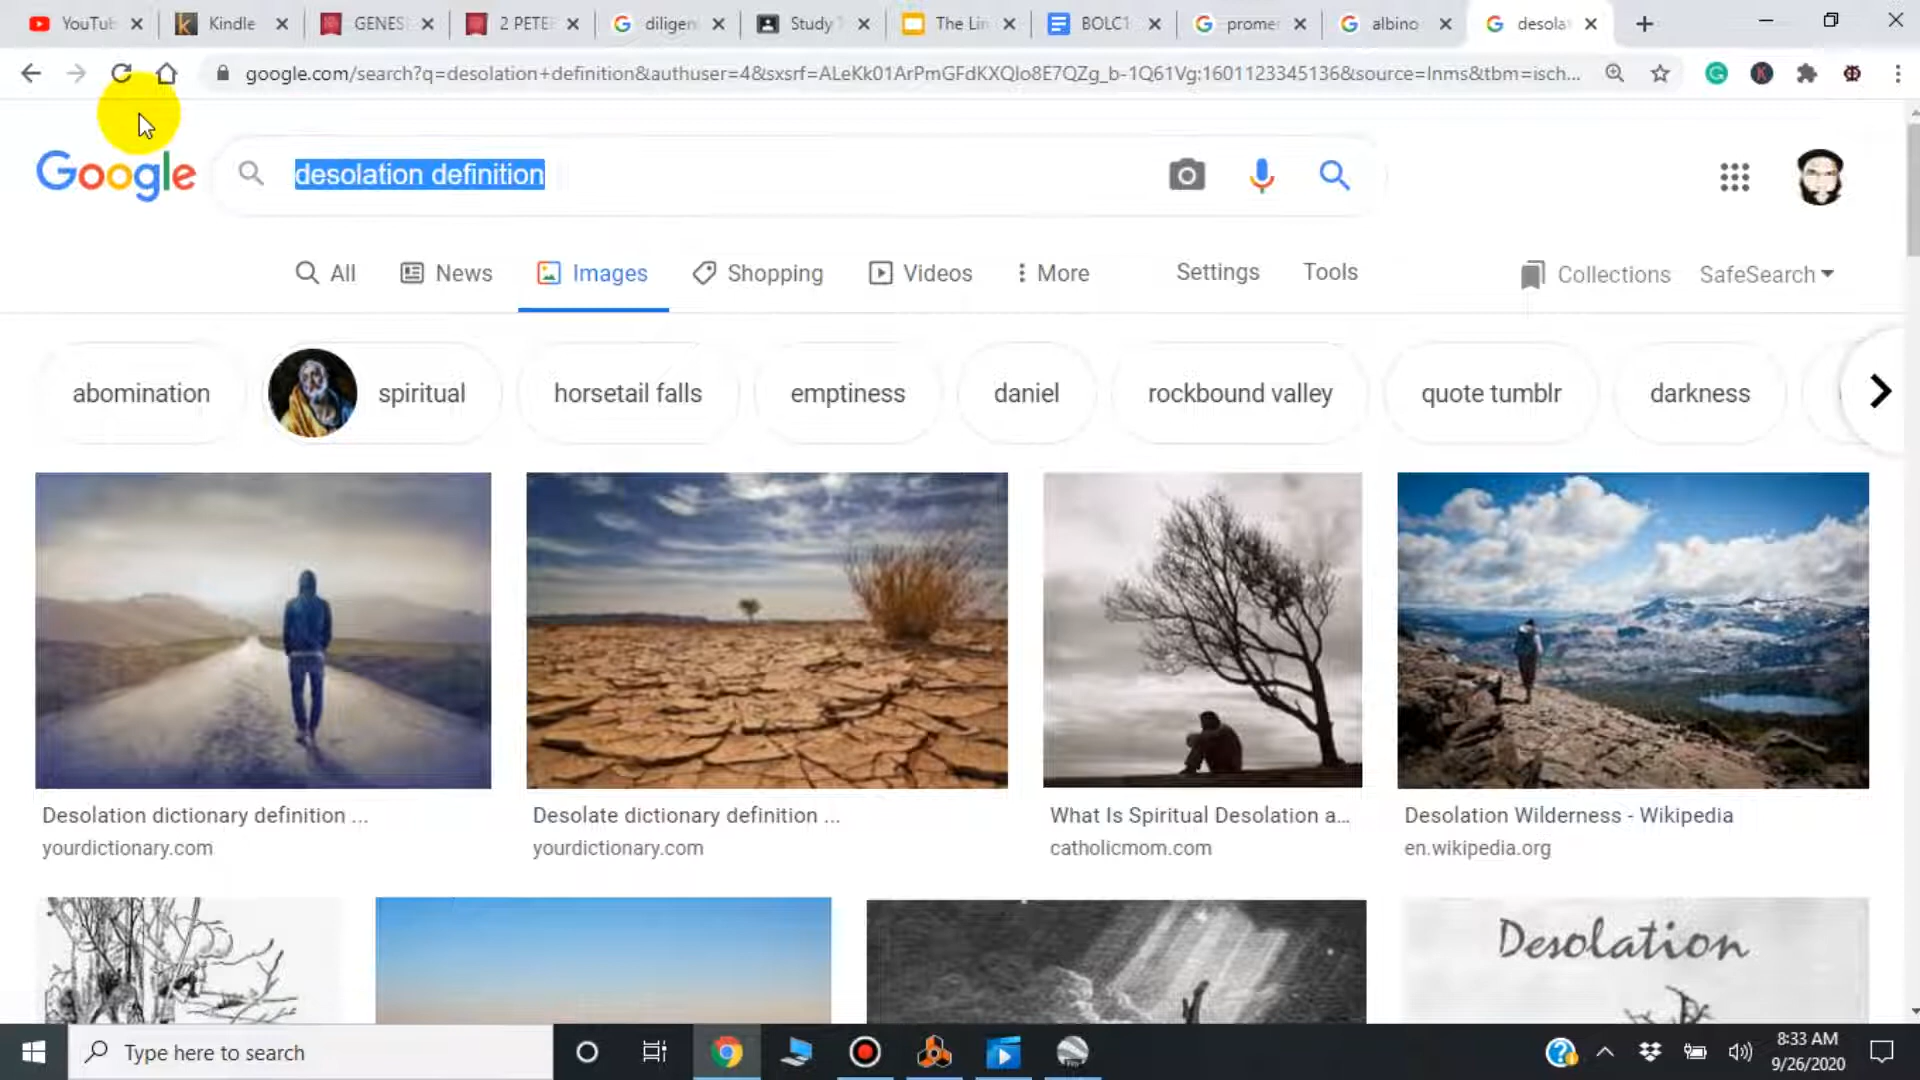 YouTub
Kindle
GENES
2 PETE
diligen
Study
The Lin
BOLC1
prome
albino
desola
google.com/search?q=desolation+definition&authuser=4&sxsrf=ALeKk01ArPmGFdKXQlo8E7QZg_b-1Q61Vg:1601123345136&source=lnms&tbm=isch...
Google
desolation definition
All
News
Images
Shopping
Videos
More
Settings
Tools
Collections
SafeSearch
abomination
spiritual
horsetail falls
emptiness
daniel
rockbound valley
quote tumblr
darkness
Desolation dictionary definition ...
yourdictionary.com
Desolate dictionary definition ...
yourdictionary.com
What Is Spiritual Desolation a...
catholicmom.com
Desolation Wilderness - Wikipedia
en.wikipedia.org
Desolation
Type here to search
8:33 AM
9/26/2020